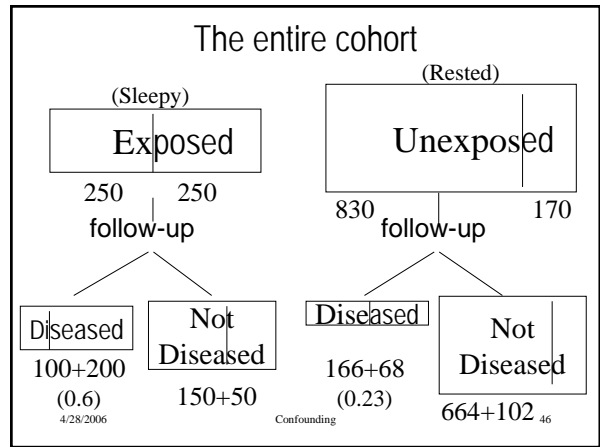 The entire cohort
(Sleepy)
(Rested)
Exposed
Unexposed
250 250
830 170
follow-up
follow-up
Diseased
Not
Diseased
Diseased
Not
Diseased
100+200
(0.6)
150+50
166+68
(0.23)
664+102
4/28/2006
Confounding
46